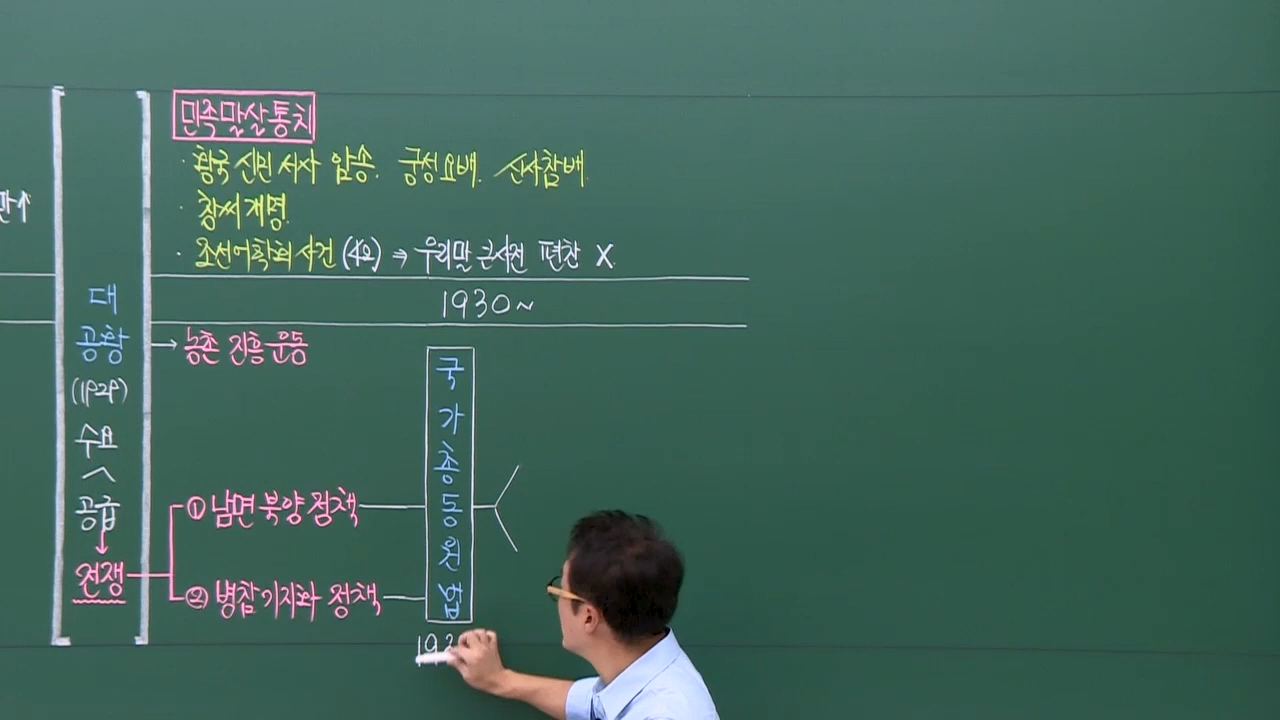 민족말살통치
· 황국 신민 서사 암송. 궁성요배. 신사참배.
· 창씨개명.
· 조선어학회 사건 (42) ⇒ 우리말 큰사전 편찬 X
1930~
대
공황
(1929)
수요
<
공급
↓
전쟁
→ 농촌 진흥 운동
① 남면 북양 정책
② 병참기지화 정책
국
가
총
동
원
법
193